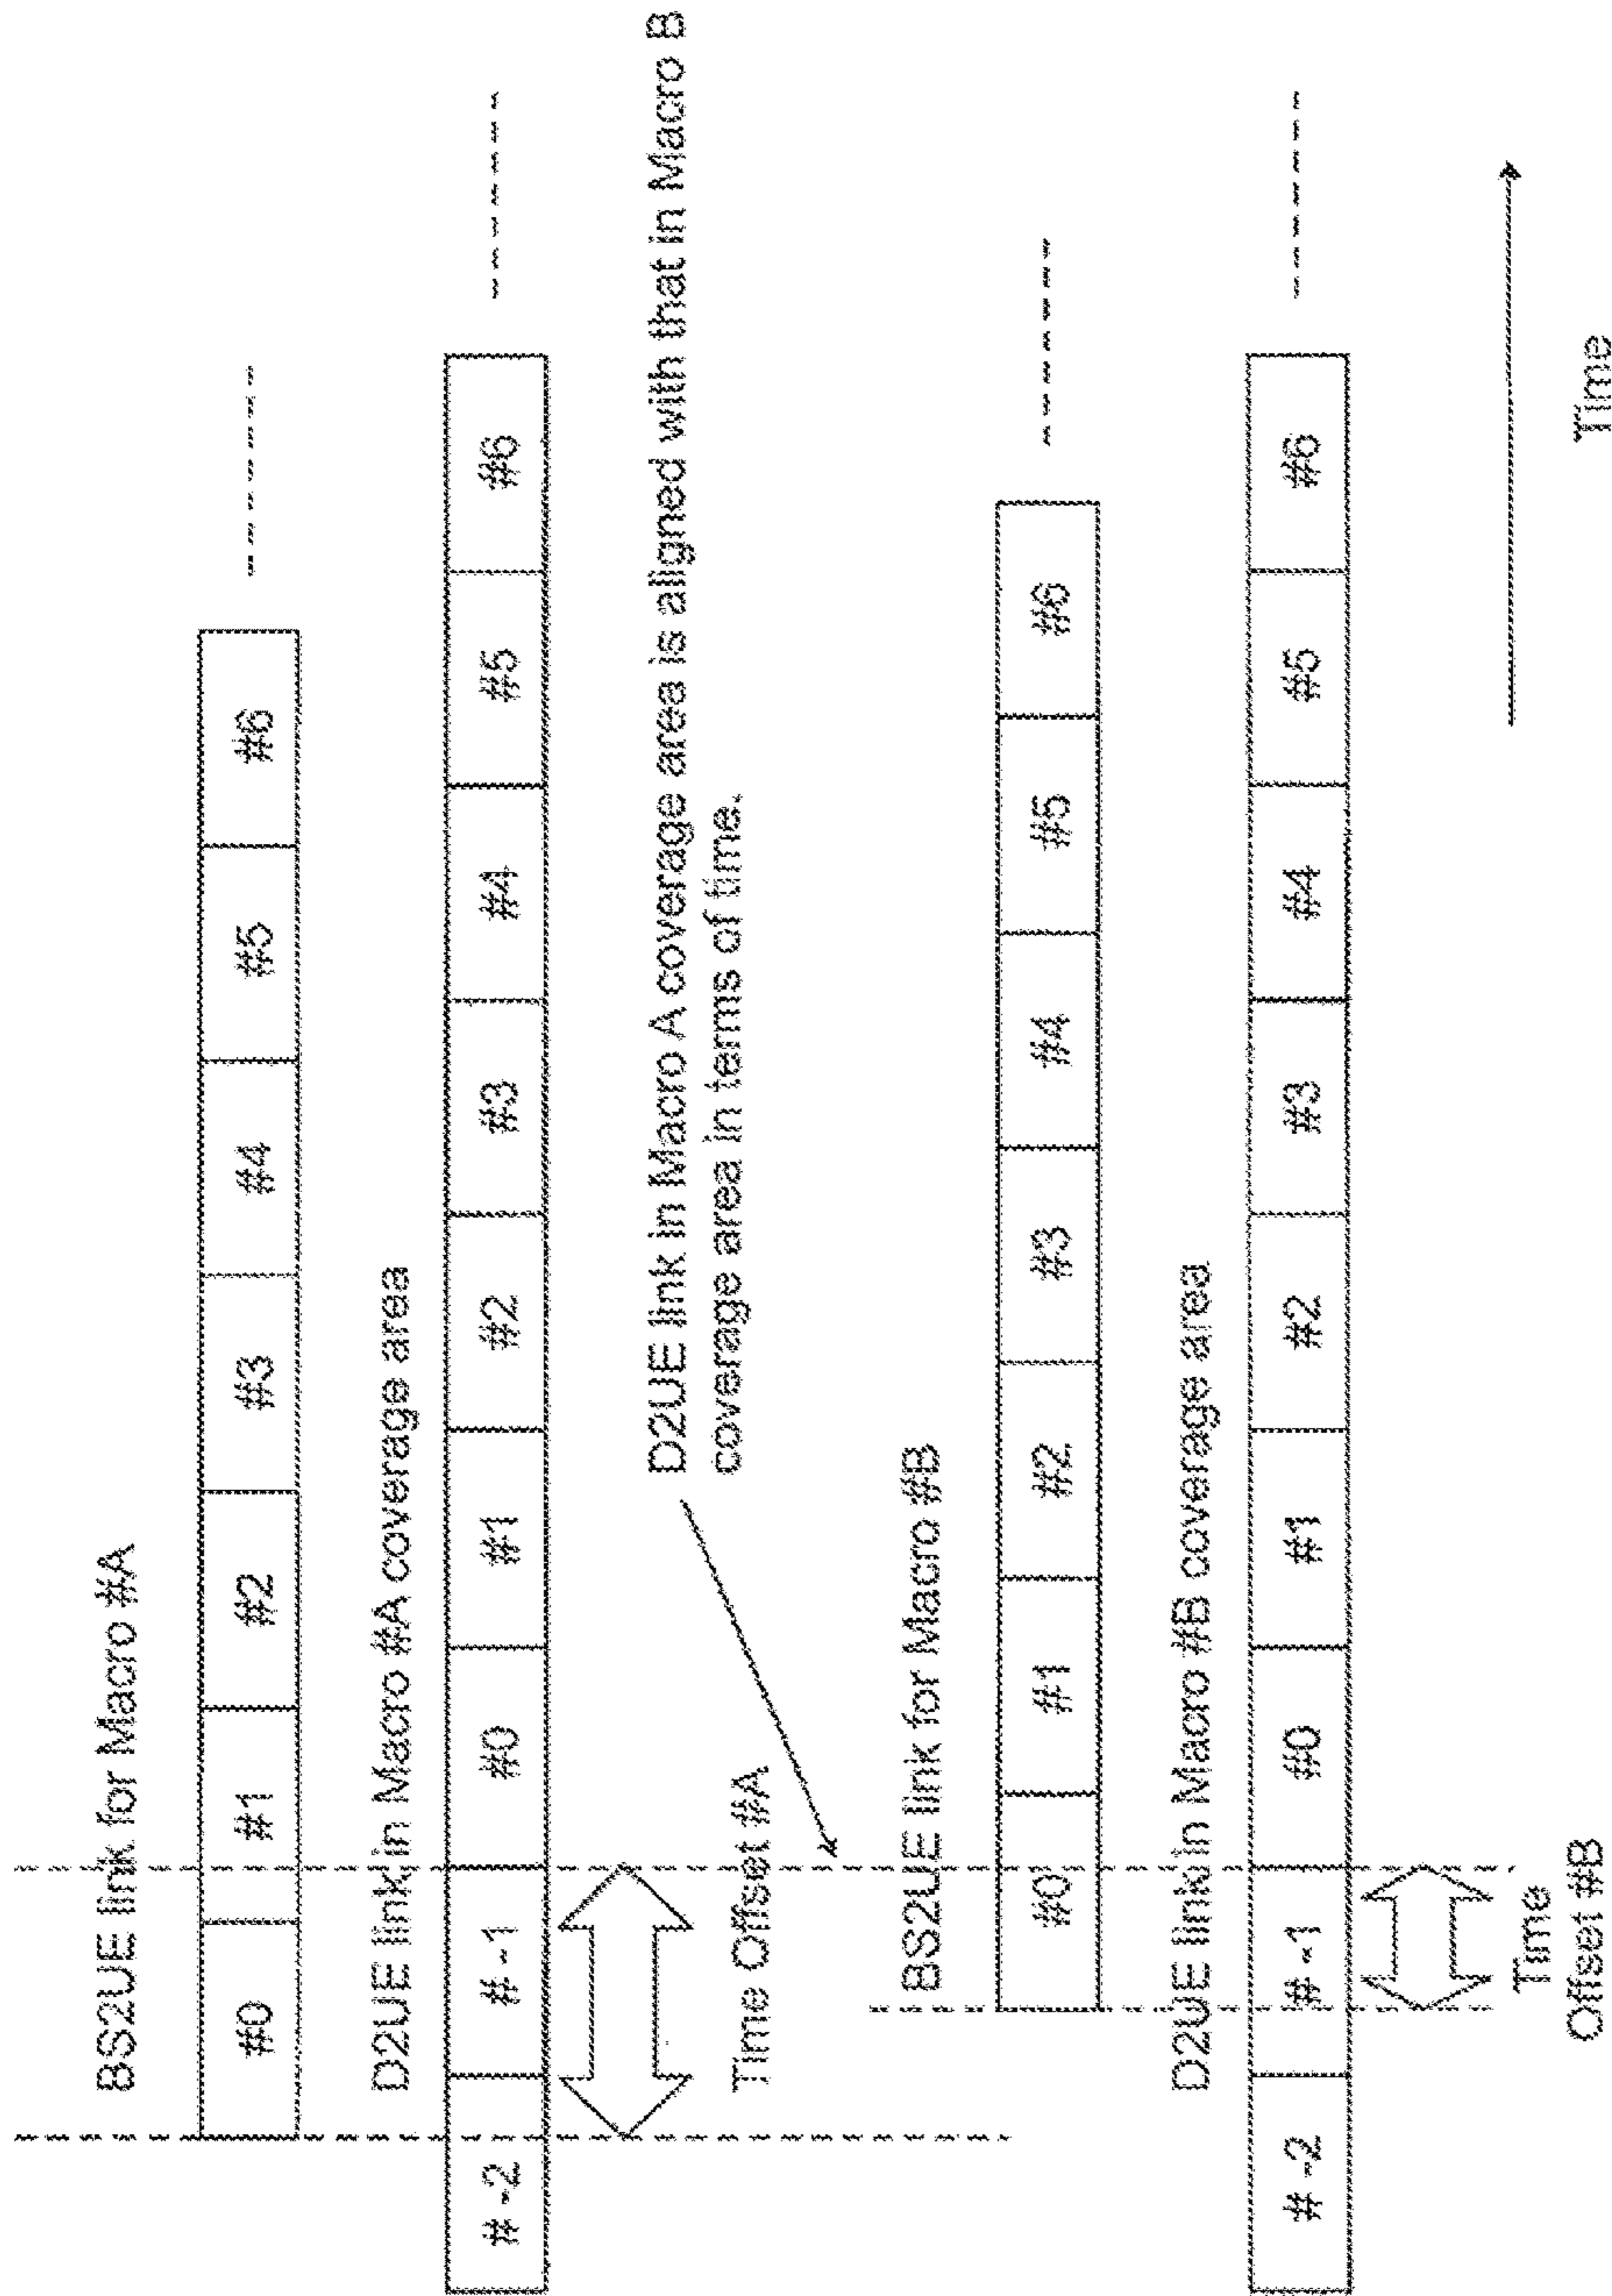 BS2UE link for Macro #A
#0 #1 #2 #3 #4 #5 #6
D2UE link in Macro #A coverage area
# -2 # -1 #0 #1 #2 #3 #4 #5 #6
Time Offset #A
D2UE link in Macro A coverage area is aligned with that in Macro B
coverage area in terms of time.
BS2UE link for Macro #B
#0 #1 #2 #3 #4 #5 #6
D2UE link in Macro #B coverage area
# -2 # -1 #0 #1 #2 #3 #4 #5 #6
Time
Offset #B
Time